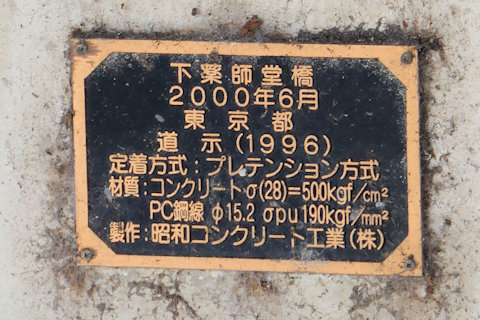 下薬師堂橋
2000年6月
東京都
道示(1996)
定着方式:プレテンション方式
材質:コンクリートσ(28)=500kgf/cm²
PC鋼線 φ15.2 σpu190kgf/mm²
製作:昭和コンクリート工業(株)